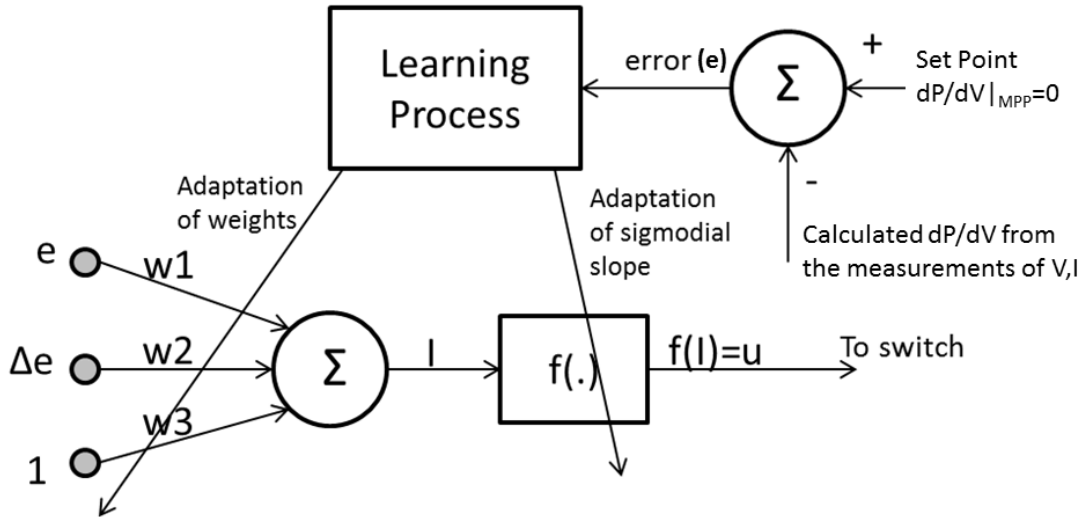 Learning
Process
error (e)
Σ
+
Set Point
dP/dV|MPP=0
-
Calculated dP/dV from
the measurements of V,I
Adaptation
of weights
Adaptation
of sigmodial
slope
e
w1
Δe
w2
1
w3
Σ
I
f(.)
f(I)=u
To switch